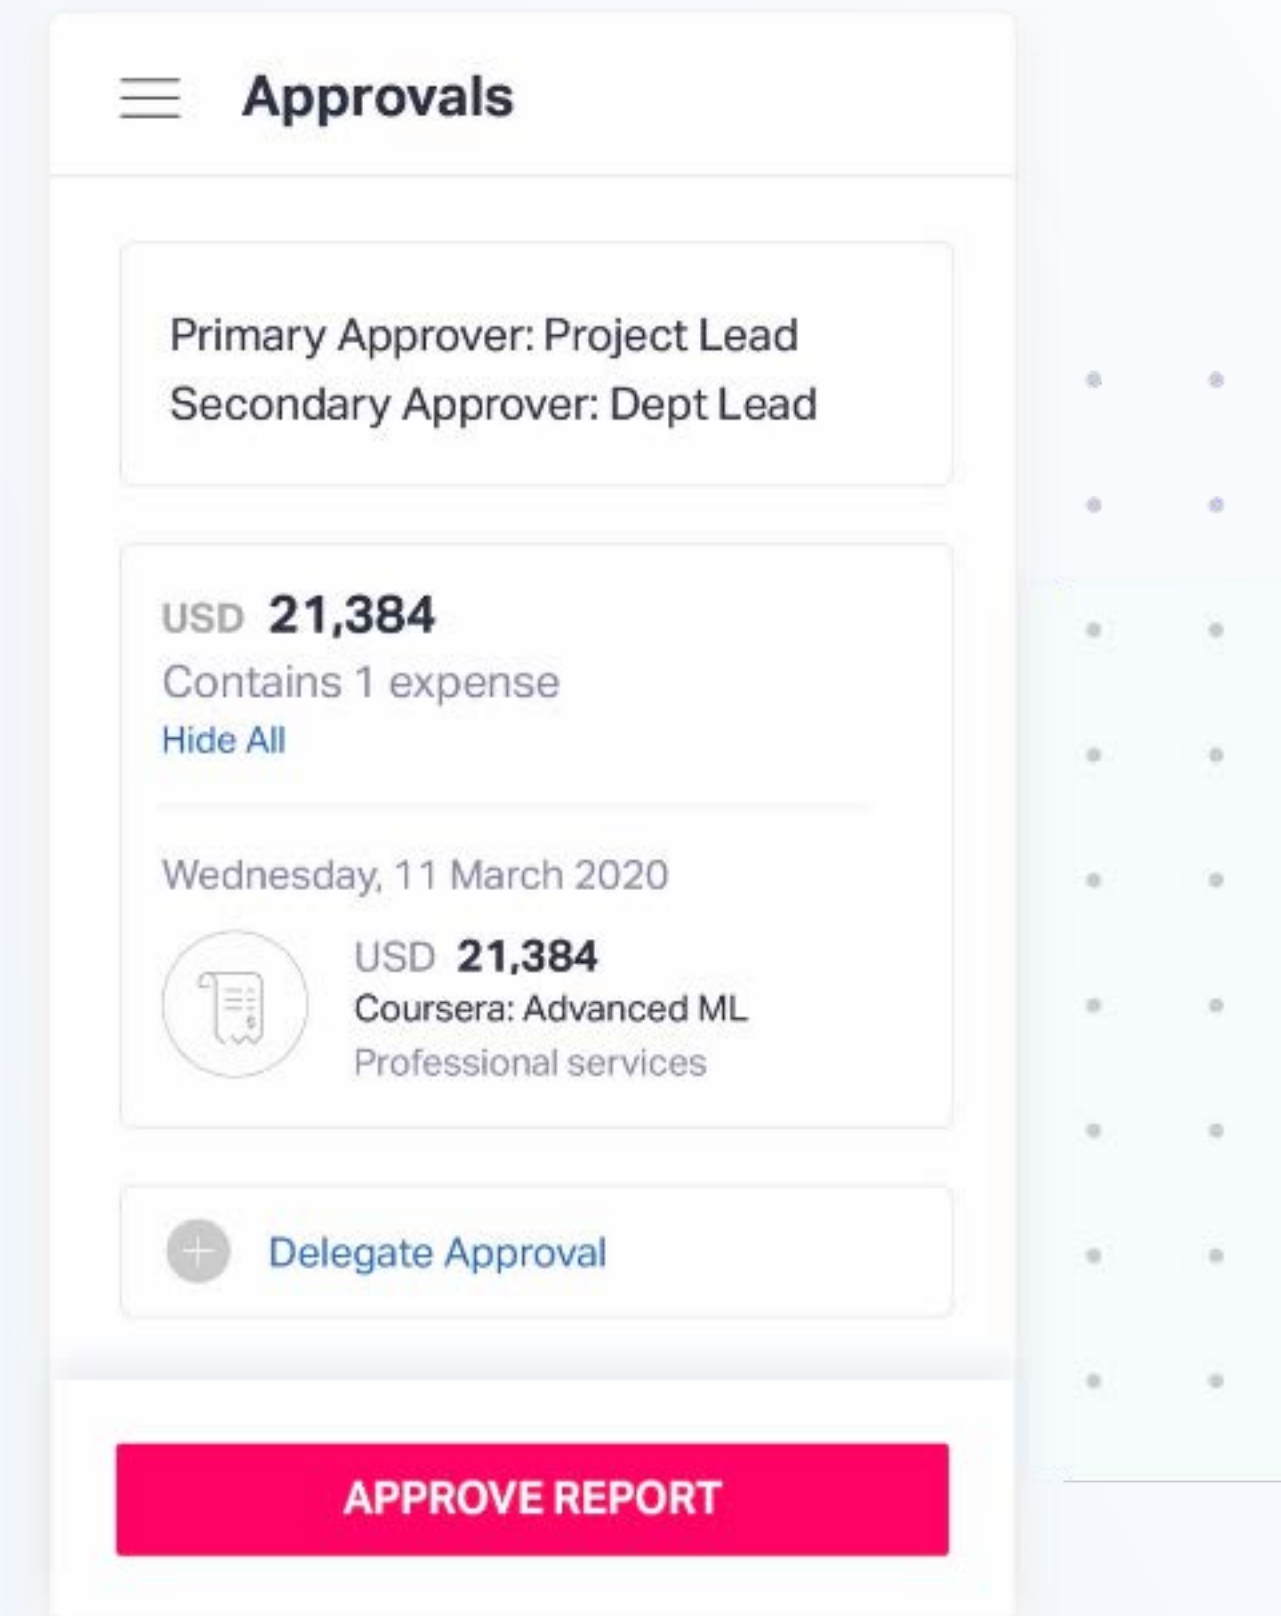 Approvals
Primary Approver: Project Lead
Secondary Approver: Dept Lead
USD 21,384
Contains 1 expense
Hide All
Wednesday, 11 March 2020
USD 21,384
Coursera: Advanced ML
Professional services
Delegate Approval
APPROVE REPORT